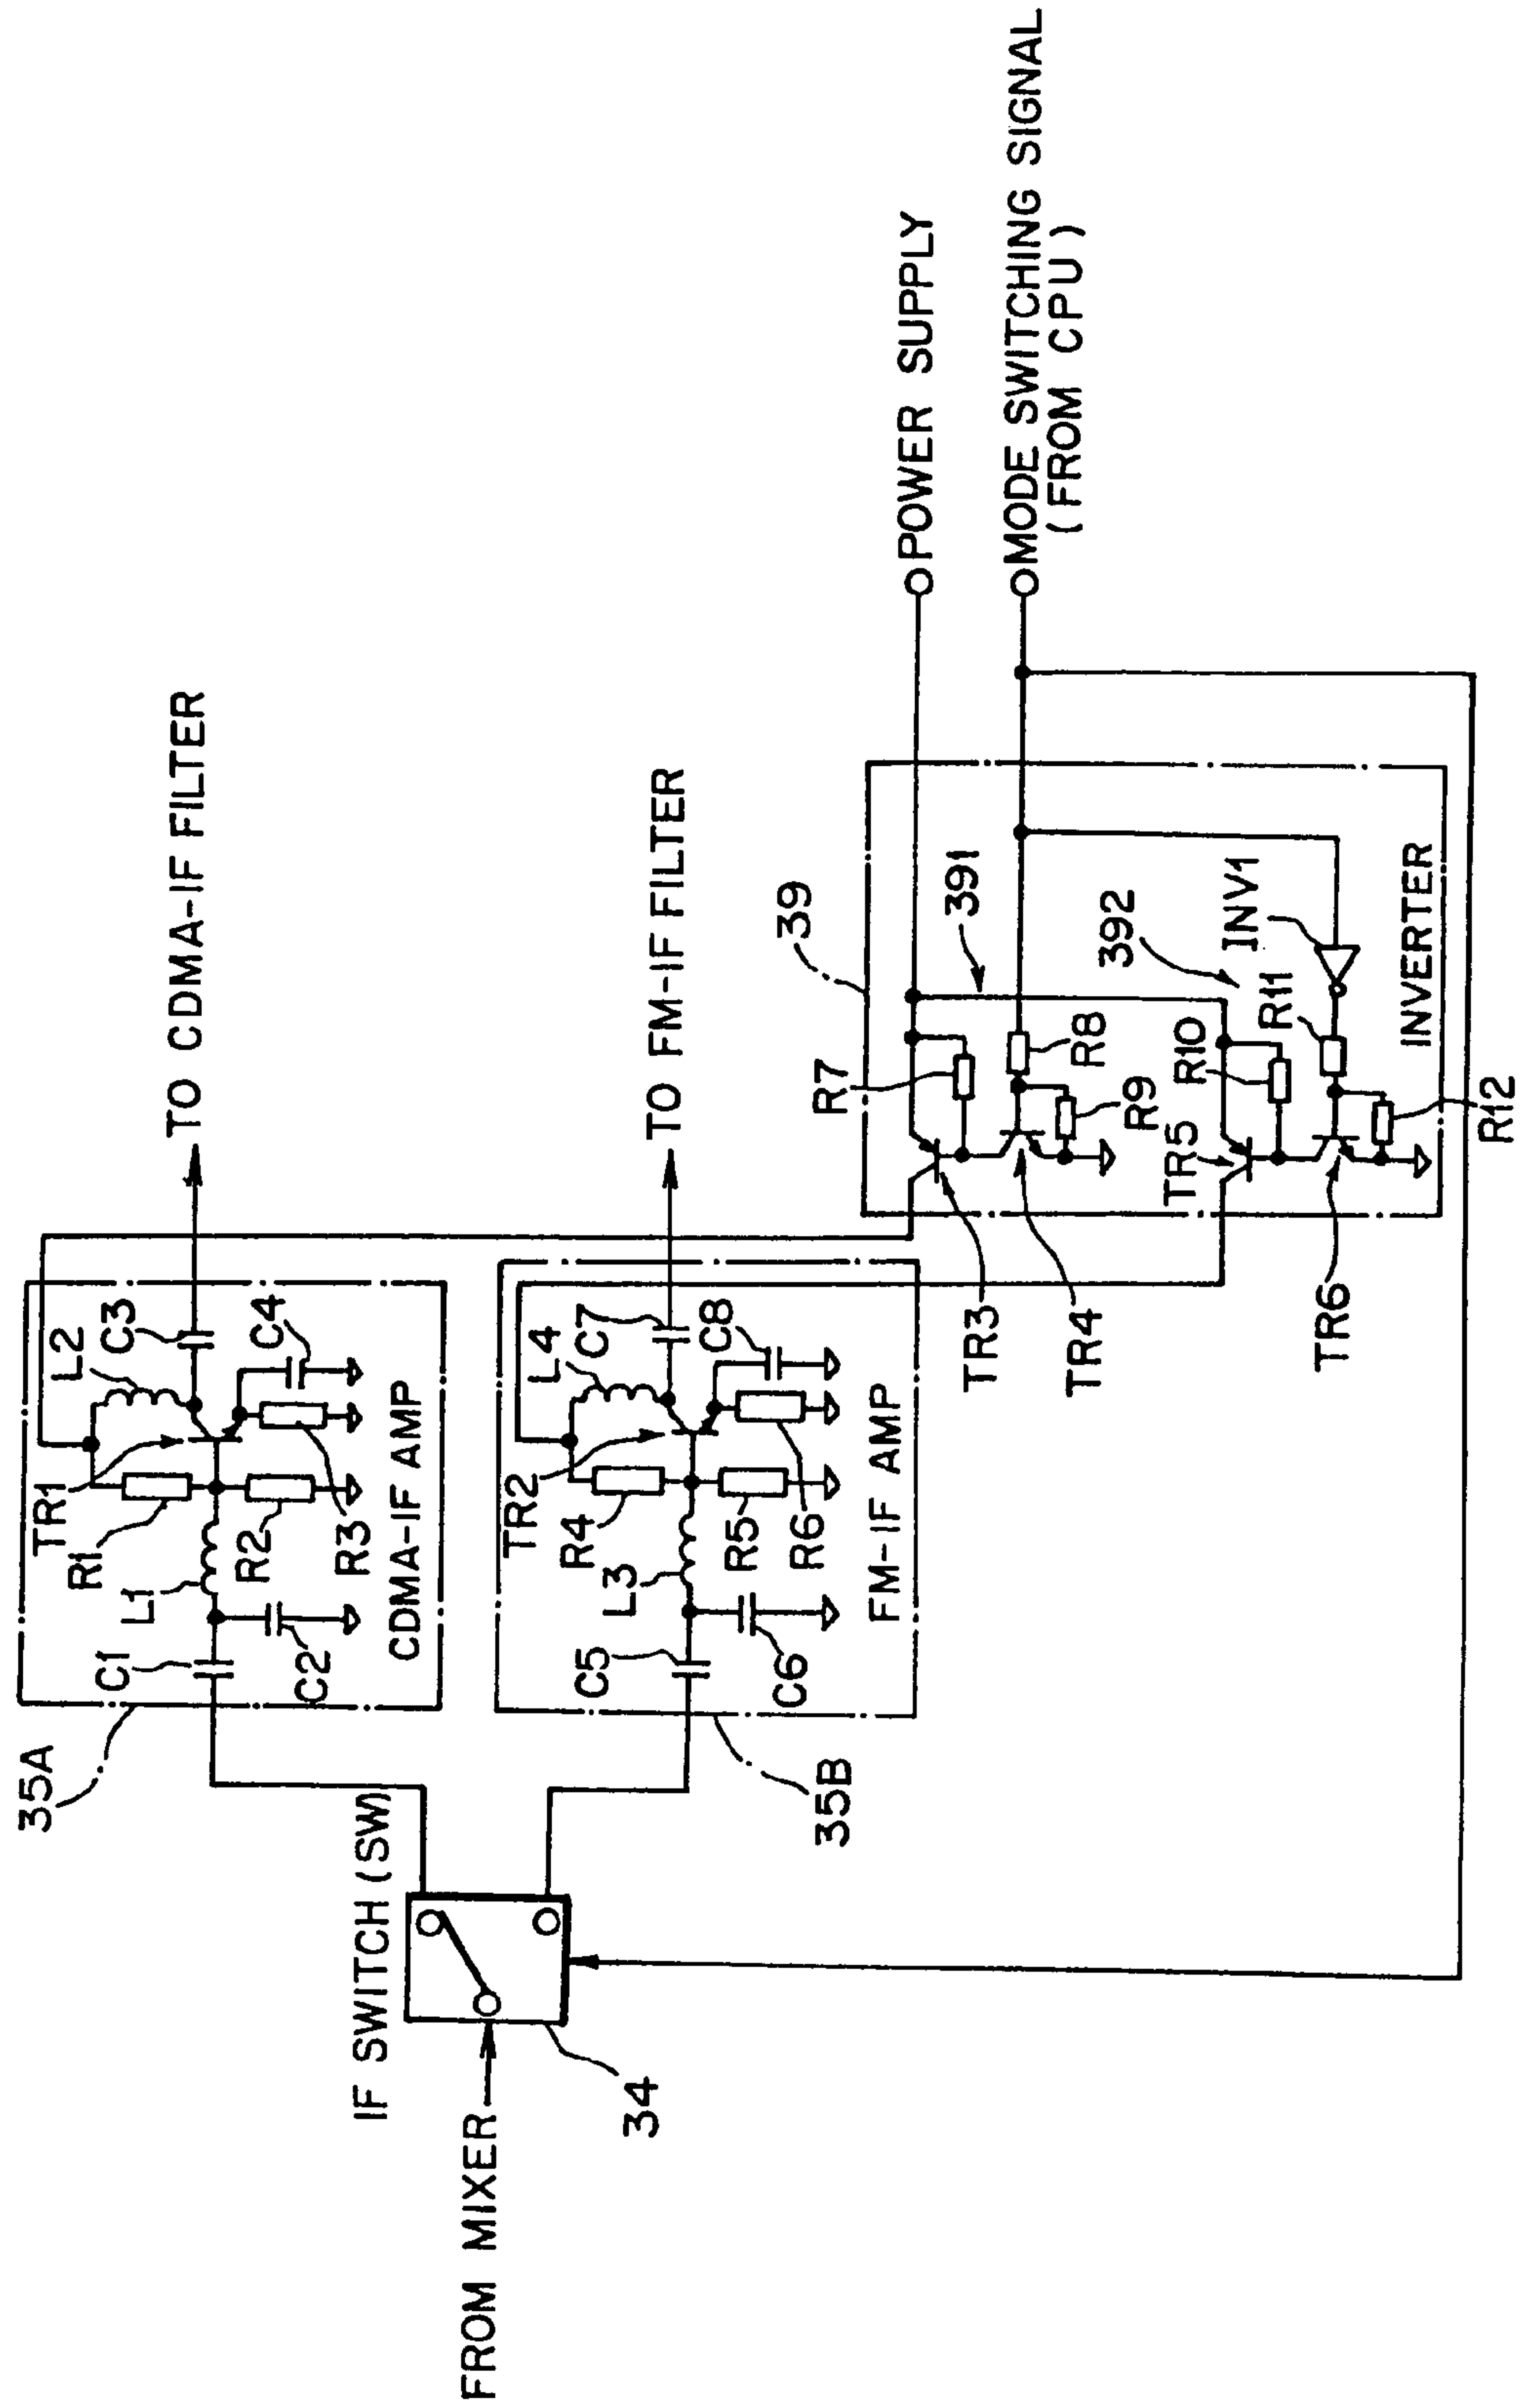 35A
TR1
R1
L2
C3
TO CDMA-IF FILTER
C1
L1
C2
R2
R3
C4
CDMA-IF AMP
IF SWITCH (SW)
FROM MIXER
34
35B
TR2
R4
L4
C7
TO FM-IF FILTER
C5
L3
C6
R5
R6
C8
FM-IF AMP
39
R7
391
POWER SUPPLY
TR3
R8
MODE SWITCHING SIGNAL
(FROM CPU)
TR4
R9
392
TR5
R10
INV1
R11
TR6
INVERTER
R12